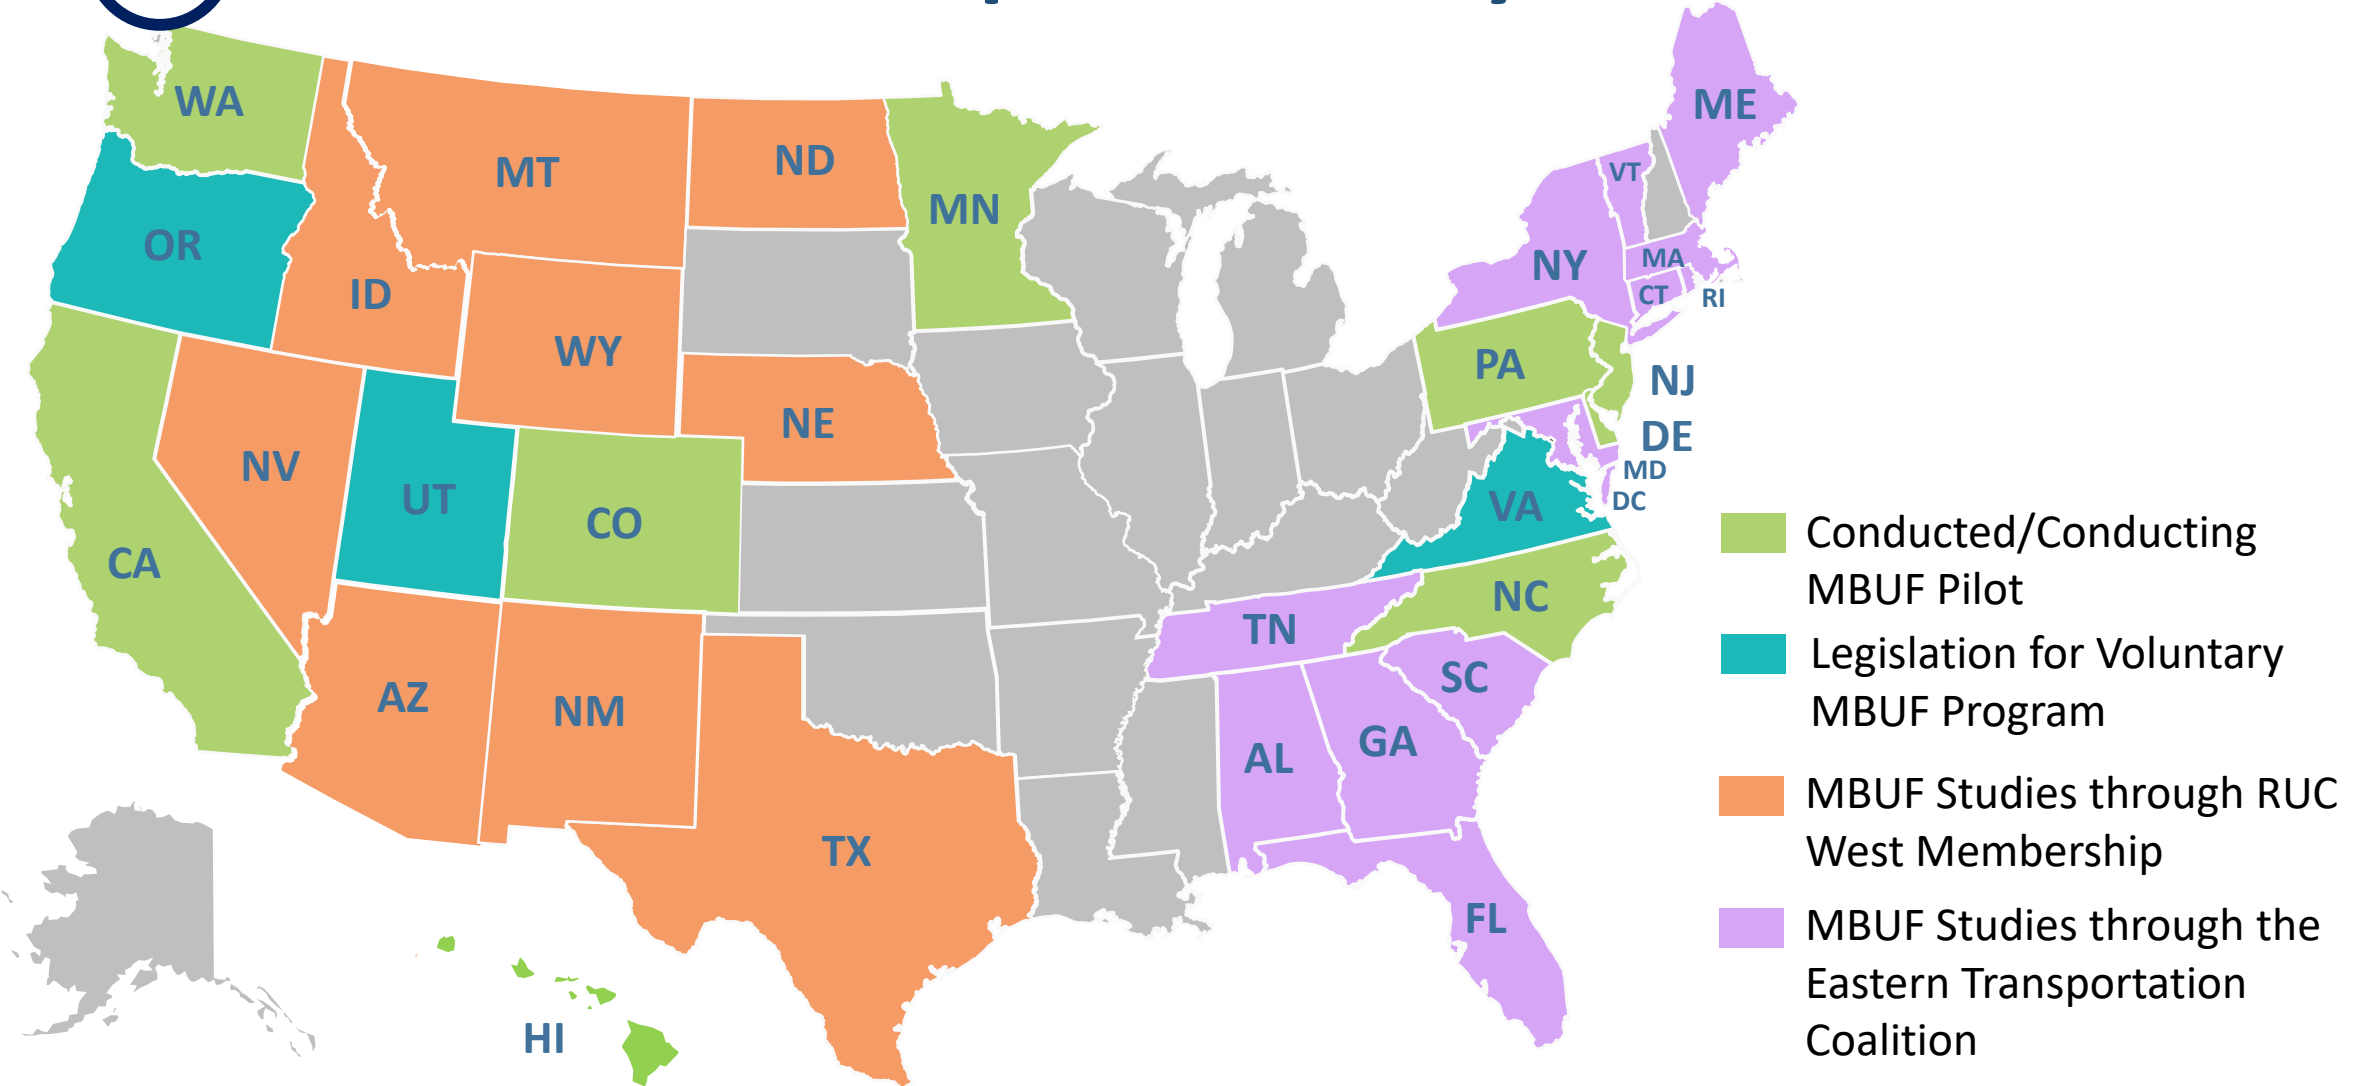 WA
ME
MT
ND
VT
MN
OR
NY
MA
ID
CT
RI
WY
PA
NJ
NE
DE
NV
MD
UT
DC
VA
CO
CA
NC
TN
SC
AZ
NM
GA
AL
TX
FL
HI
Conducted/Conducting
MBUF Pilot
Legislation for Voluntary
MBUF Program
MBUF Studies through RUC
West Membership
MBUF Studies through the
Eastern Transportation
Coalition